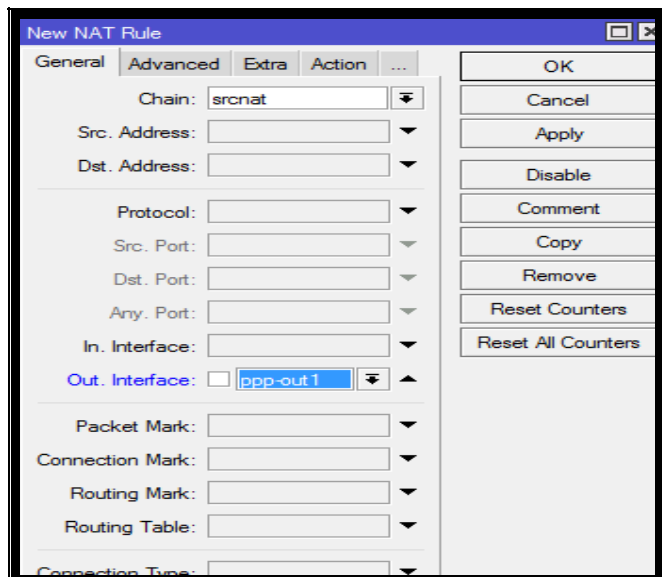 New NAT Rule
General Advanced Extra Action ...
OK
Chain: srcnat
Cancel
Src. Address:
Apply
Dst. Address:
Disable
Protocol:
Comment
Src. Port:
Copy
Dst. Port:
Remove
Any. Port:
Reset Counters
In. Interface:
Reset All Counters
Out. Interface: ppp-out1
Packet Mark:
Connection Mark:
Routing Mark:
Routing Table:
Connection Type: